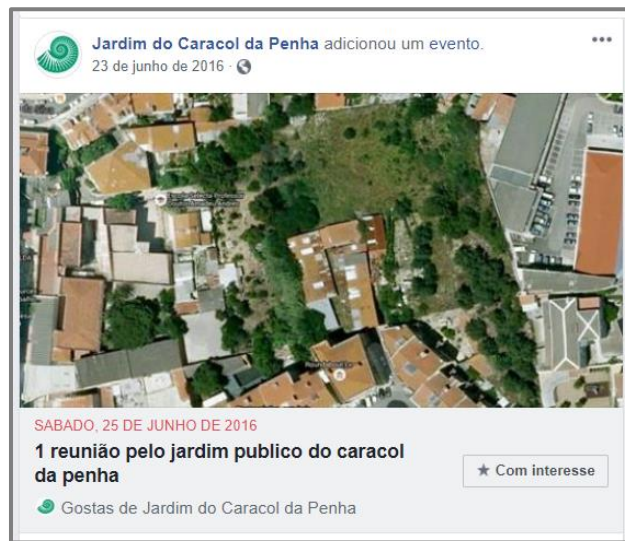 Jardim do Caracol da Penha adicionou um evento.
23 de junho de 2016 ·
SABADO, 25 DE JUNHO DE 2016
1 reunião pelo jardim publico do caracol
da penha
★ Com interesse
Gostas de Jardim do Caracol da Penha